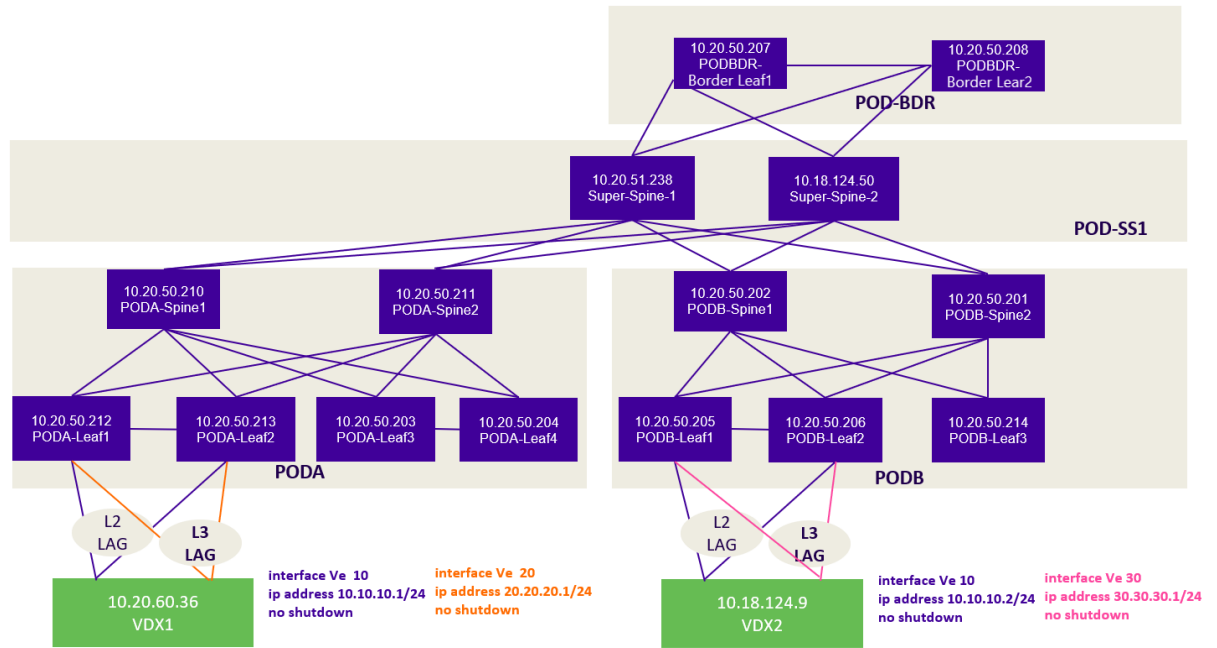 10.20.50.207
PODBDR-
Border Leaf1
10.20.50.208
PODBDR-
Border Lear2
POD-BDR
10.20.51.238
Super-Spine-1
10.18.124.50
Super-Spine-2
POD-SS1
10.20.50.210
PODA-Spine1
10.20.50.211
PODA-Spine2
10.20.50.202
PODB-Spine1
10.20.50.201
PODB-Spine2
10.20.50.212
PODA-Leaf1
10.20.50.213
PODA-Leaf2
10.20.50.203
PODA-Leaf3
10.20.50.204
PODA-Leaf4
PODA
10.20.50.205
PODB-Leaf1
10.20.50.206
PODB-Leaf2
10.20.50.214
PODB-Leaf3
PODB
L2
LAG
L3
LAG
L2
LAG
L3
LAG
10.20.60.36
VDX1
interface Ve 10
ip address 10.10.10.1/24
no shutdown
interface Ve 20
ip address 20.20.20.1/24
no shutdown
10.18.124.9
VDX2
interface Ve 10
ip address 10.10.10.2/24
no shutdown
interface Ve 30
ip address 30.30.30.1/24
no shutdown